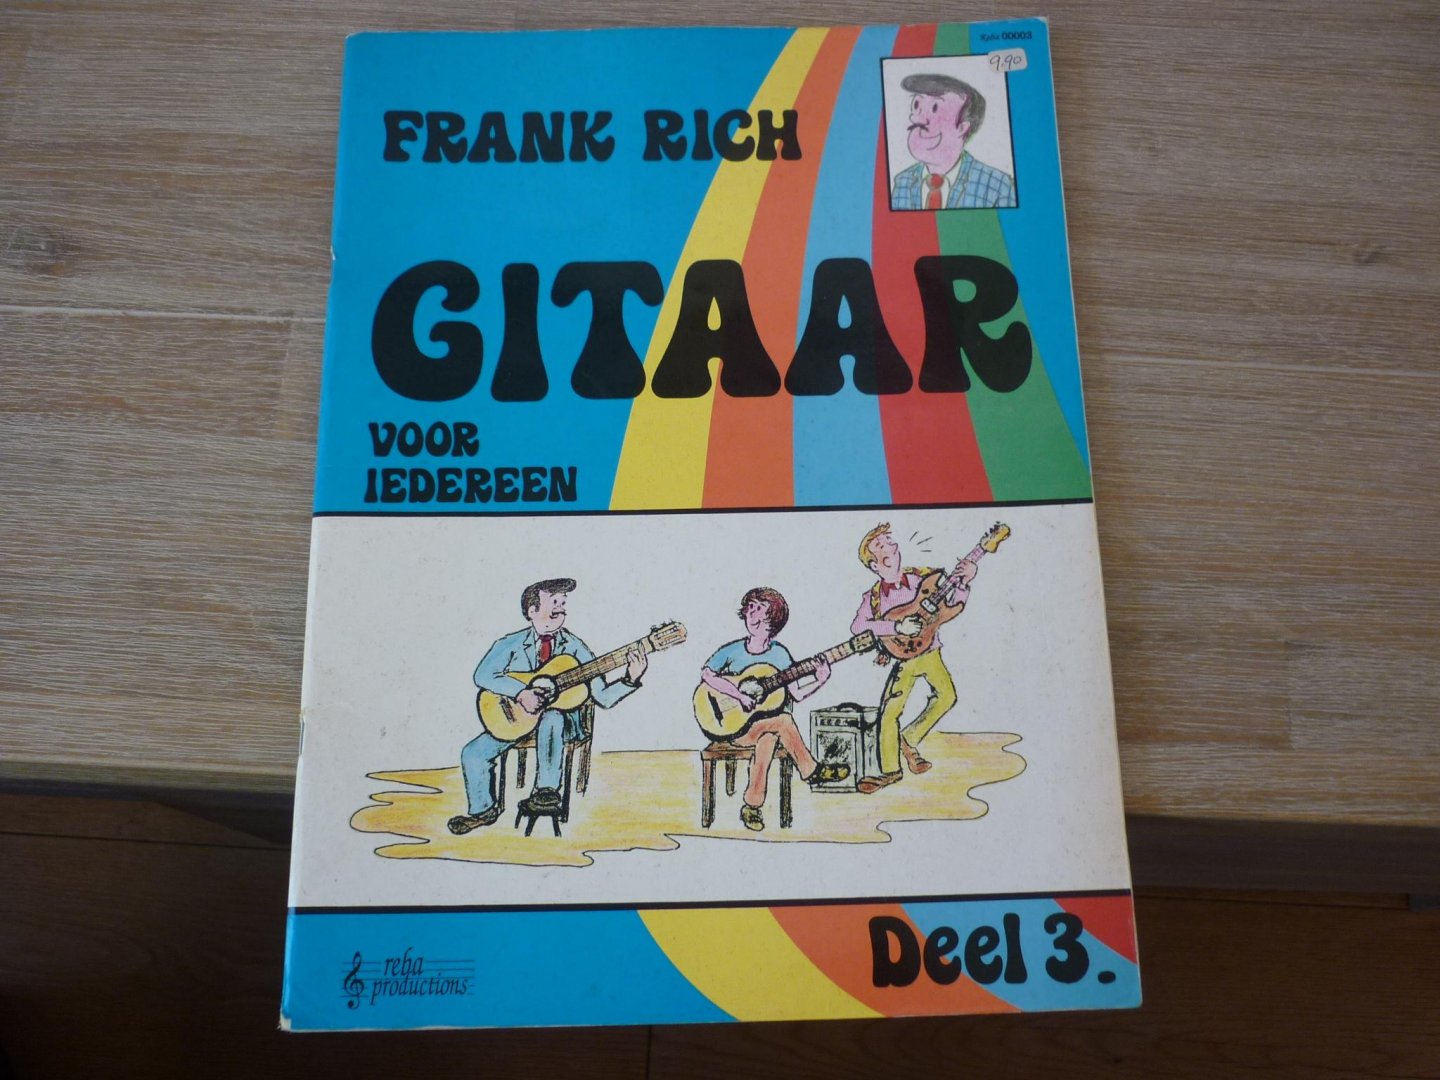 Reba 00003
9.90
FRANK RICH
GITAAR
VOOR
IEDEREEN
Deel 3.
reba
productions